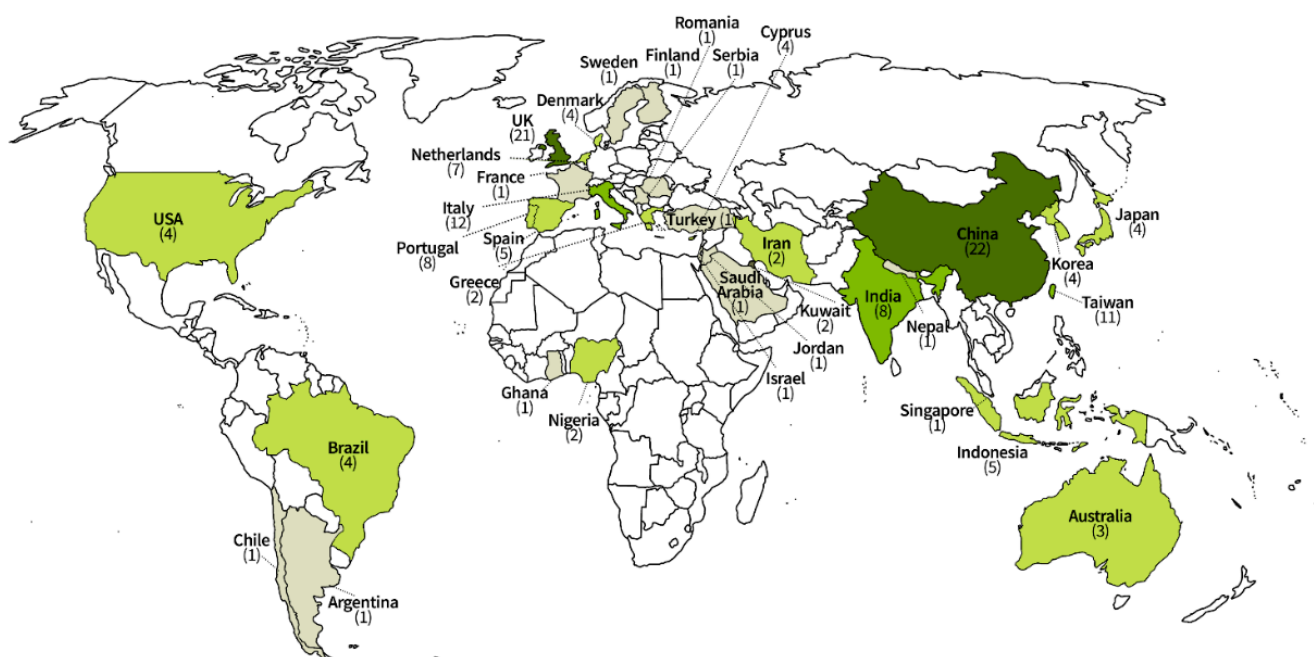 Romania
(1)
Cyprus
(4)
Finland
(1)
Serbia
(1)
Sweden
(1)
Denmark
(4)
UK
(21)
Netherlands
(7)
France
(1)
Italy
(12)
Portugal
(8)
Spain
(5)
Greece
(2)
Turkey (1)
USA
(4)
Iran
(2)
Saudi
Arabia
(1)
Kuwait
(2)
Jordan
(1)
Israel
(1)
India
(8)
Nepal
(1)
China
(22)
Japan
(4)
Korea
(4)
Taiwan
(11)
Ghana
(1)
Nigeria
(2)
Singapore
(1)
Indonesia
(5)
Brazil
(4)
Australia
(3)
Chile
(1)
Argentina
(1)